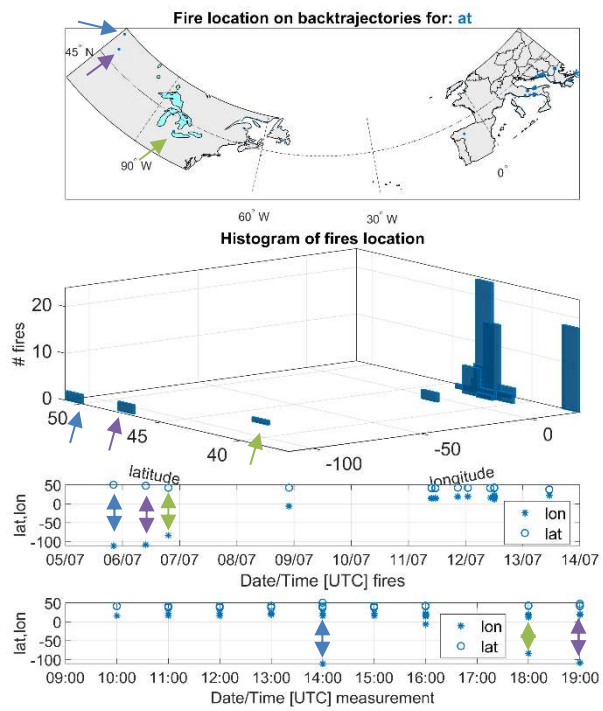 Fire location on backtrajectories for: at
45° N
90° W
60° W
30° W
0°
Histogram of fires location
# fires
20
10
0
50
45
40
-100
-50
0
latitude
longitude
lat,lon
50
0
-50
-100
lon
lat
05/07 06/07 07/07 08/07 09/07 10/07 11/07 12/07 13/07 14/07
Date/Time [UTC] fires
lat,lon
50
0
-50
-100
lon
lat
09:00 10:00 11:00 12:00 13:00 14:00 15:00 16:00 17:00 18:00 19:00
Date/Time [UTC] measurement